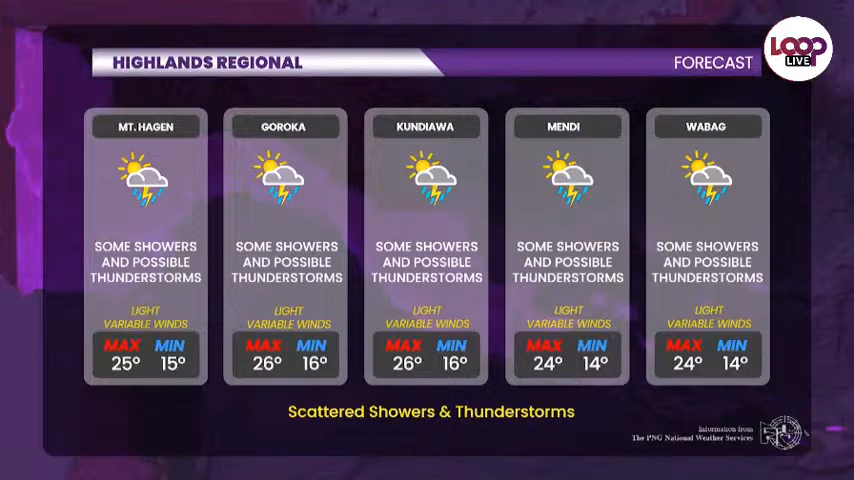 HIGHLANDS REGIONAL
FORECAST
LOOP
LIVE
MT. HAGEN
SOME SHOWERS
AND POSSIBLE
THUNDERSTORMS
LIGHT
VARIABLE WINDS
MAX MIN
25° 15°
GOROKA
SOME SHOWERS
AND POSSIBLE
THUNDERSTORMS
LIGHT
VARIABLE WINDS
MAX MIN
26° 16°
KUNDIAWA
SOME SHOWERS
AND POSSIBLE
THUNDERSTORMS
LIGHT
VARIABLE WINDS
MAX MIN
26° 16°
MENDI
SOME SHOWERS
AND POSSIBLE
THUNDERSTORMS
LIGHT
VARIABLE WINDS
MAX MIN
24° 14°
WABAG
SOME SHOWERS
AND POSSIBLE
THUNDERSTORMS
LIGHT
VARIABLE WINDS
MAX MIN
24° 14°
Scattered Showers & Thunderstorms
Information from
The PNG National Weather Services